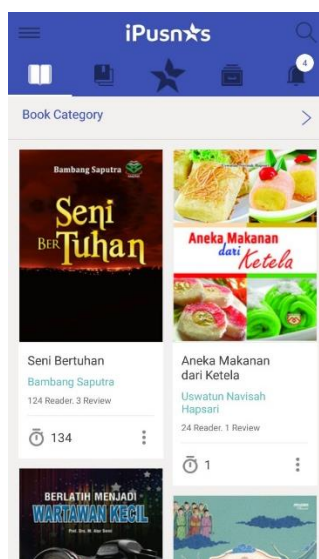 iPusn★s
4
Book Category
Bambang Saputra
Seni
BER Tuhan
Seni Bertuhan
Bambang Saputra
124 Reader. 3 Review
134
Aneka Makanan
dari
Ketela
Aneka Makanan
dari Ketela
Uswatun Navisah
Hapsari
24 Reader. 1 Review
1
BERLATIH MENJADI
WARTAWAN KECIL